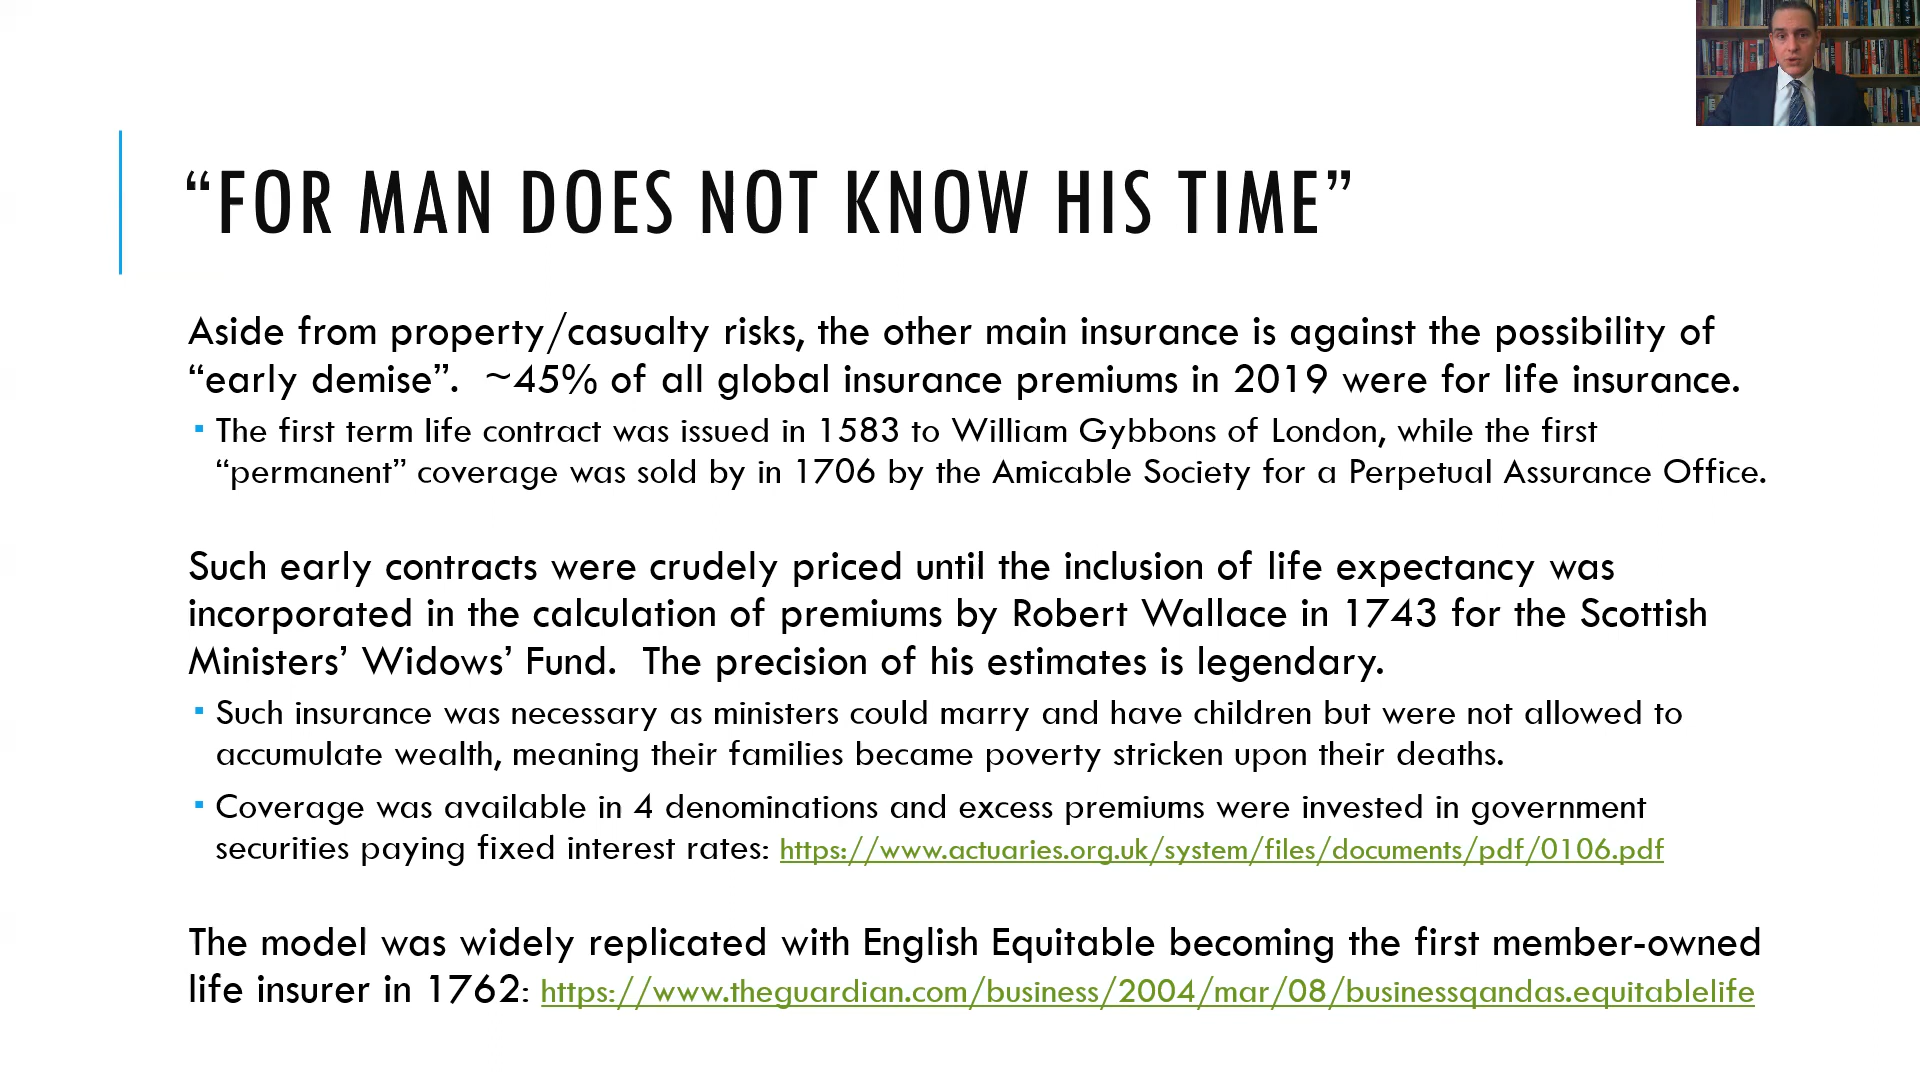 “FOR MAN DOES NOT KNOW HIS TIME”
Aside from property/casualty risks, the other main insurance is against the possibility of
“early demise”.  ~45% of all global insurance premiums in 2019 were for life insurance.
▪ The first term life contract was issued in 1583 to William Gybbons of London, while the first
“permanent” coverage was sold by in 1706 by the Amicable Society for a Perpetual Assurance Office.
Such early contracts were crudely priced until the inclusion of life expectancy was
incorporated in the calculation of premiums by Robert Wallace in 1743 for the Scottish
Ministers’ Widows’ Fund.  The precision of his estimates is legendary.
▪ Such insurance was necessary as ministers could marry and have children but were not allowed to
accumulate wealth, meaning their families became poverty stricken upon their deaths.
▪ Coverage was available in 4 denominations and excess premiums were invested in government
securities paying fixed interest rates: https://www.actuaries.org.uk/system/files/documents/pdf/0106.pdf
The model was widely replicated with English Equitable becoming the first member-owned
life insurer in 1762: https://www.theguardian.com/business/2004/mar/08/businessqandas.equitablelife